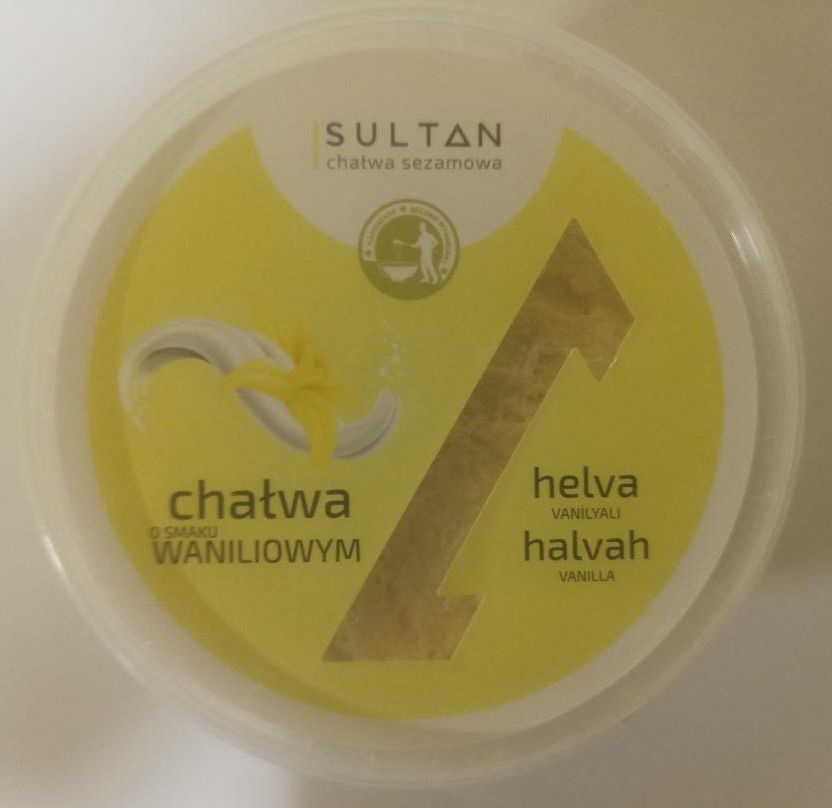 SULTAN
chałwa sezamowa
chałwa
O SMAKU
WANILIOWYM
helva
VANİLYALI
halvah
VANILLA